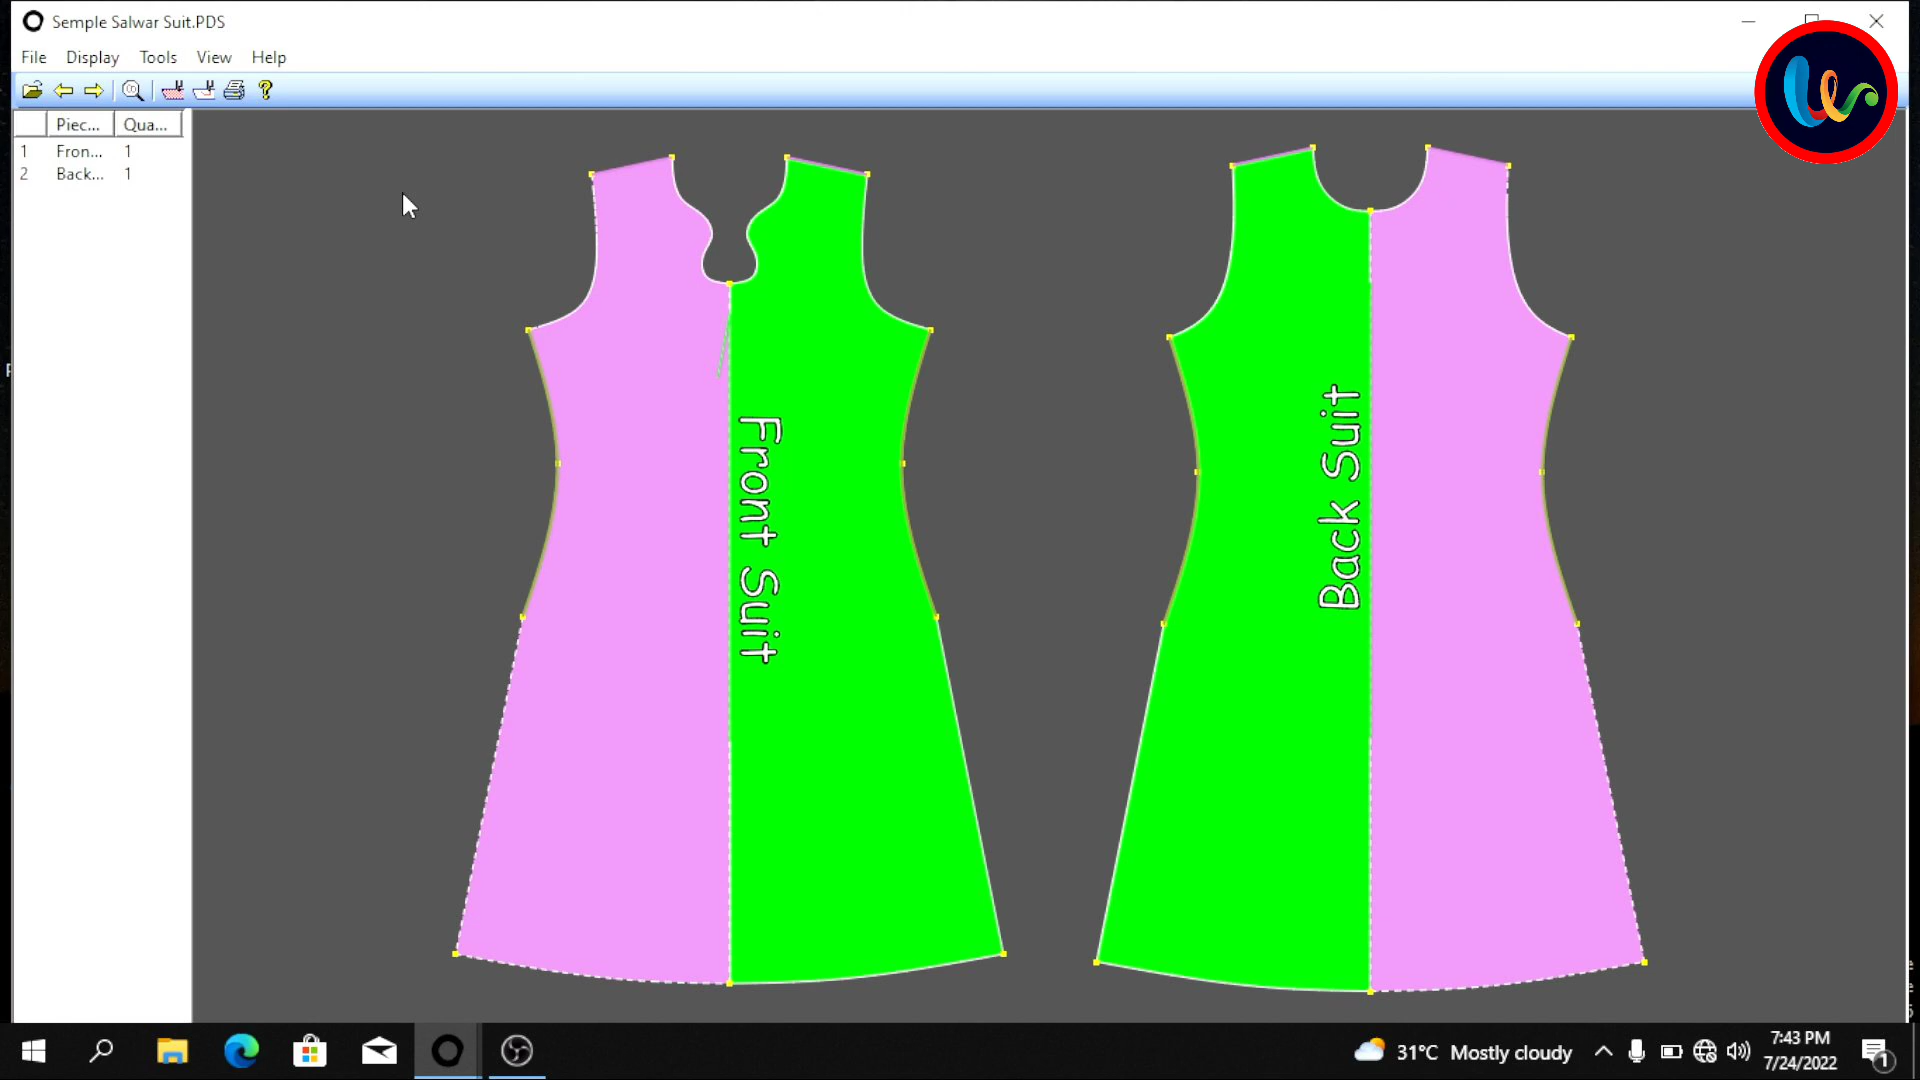 Semple Salwar Suit.PDS
File Display Tools View Help
Piec... Qua...
1 Fron... 1
2 Back... 1
Front Suit
Back Suit
31°C Mostly cloudy
7:43 PM
7/24/2022
1